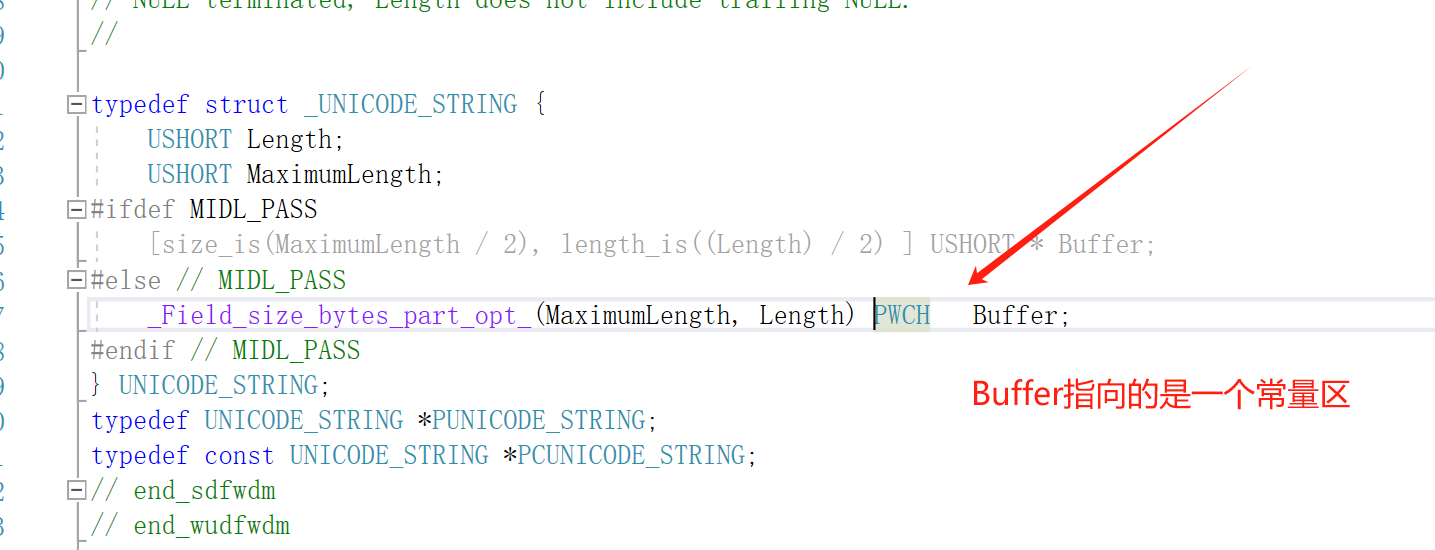 // NULL terminated, Length does not include trailing NULL.
//
typedef struct _UNICODE_STRING {
USHORT Length;
USHORT MaximumLength;
#ifdef MIDL_PASS
[size_is(MaximumLength / 2), length_is((Length) / 2) ] USHORT * Buffer;
#else // MIDL_PASS
_Field_size_bytes_part_opt_(MaximumLength, Length) PWCH   Buffer;
#endif // MIDL_PASS
Buffer指向的是一个常量区
} UNICODE_STRING;
typedef UNICODE_STRING *PUNICODE_STRING;
typedef const UNICODE_STRING *PCUNICODE_STRING;
// end_sdfwdm
// end_wudfwdm